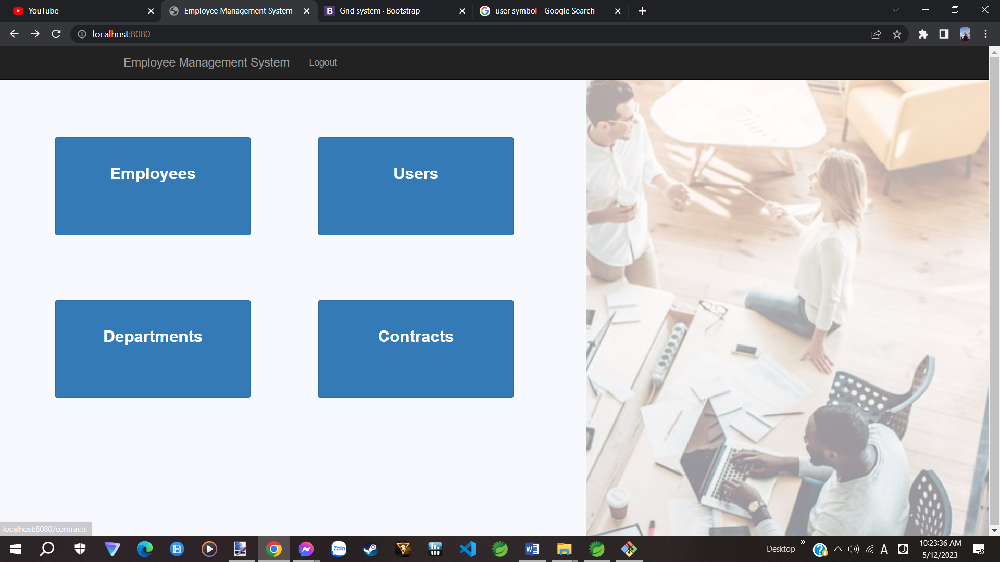 YouTube
Employee Management System
Grid system · Bootstrap
user symbol - Google Search
localhost:8080
Employee Management System
Logout
Employees
Users
Departments
Contracts
localhost:8080/contracts
Zalo
Desktop
10:23:36 AM
5/12/2023